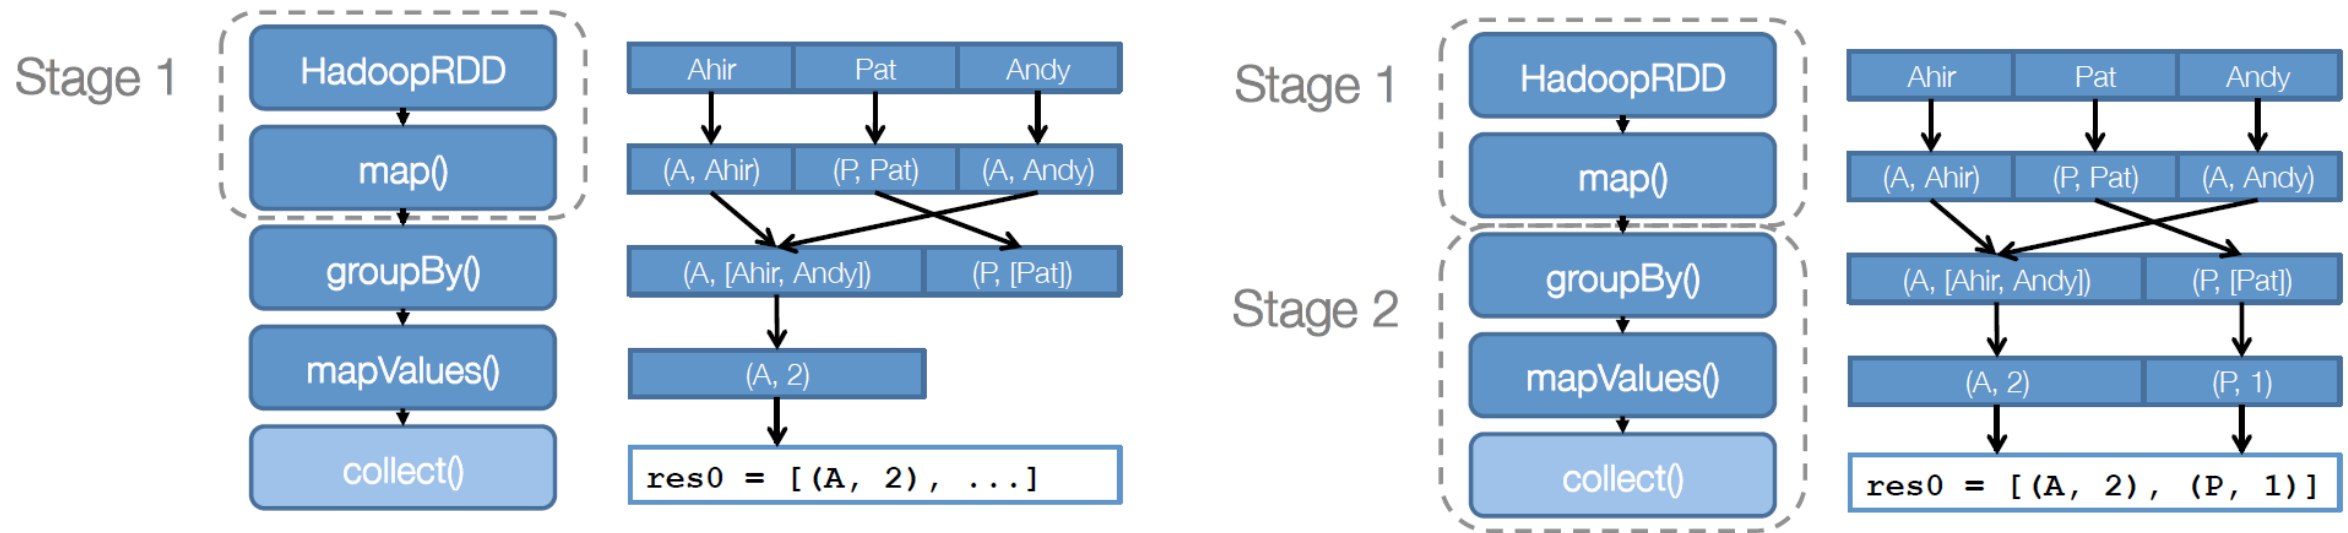 Stage 1
HadoopRDD
map()
groupBy()
mapValues()
collect()
Ahir Pat Andy
(A, Ahir) (P, Pat) (A, Andy)
(A, [Ahir, Andy]) (P, [Pat])
(A, 2)
res0 = [(A, 2), ...]
Stage 1
Stage 2
HadoopRDD
map()
groupBy()
mapValues()
collect()
Ahir Pat Andy
(A, Ahir) (P, Pat) (A, Andy)
(A, [Ahir, Andy]) (P, [Pat])
(A, 2) (P, 1)
res0 = [(A, 2), (P, 1)]